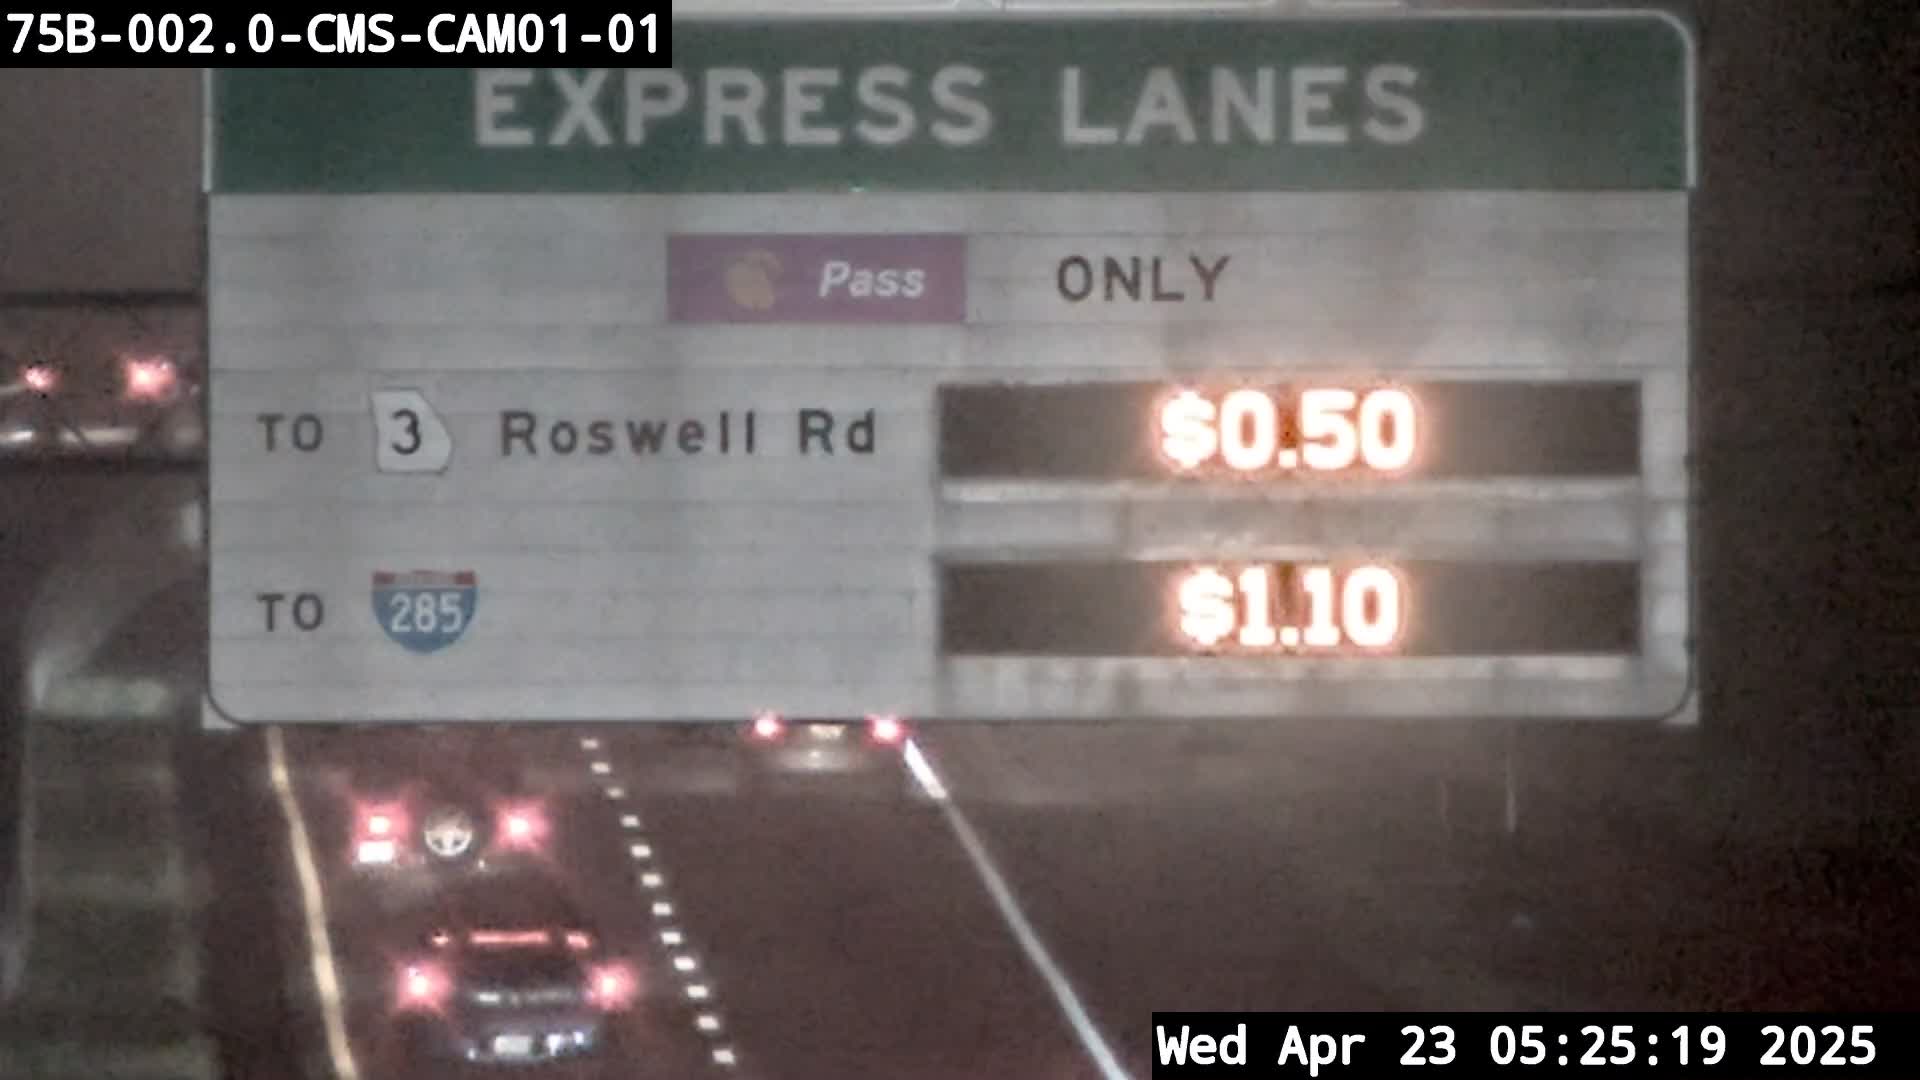 75B-002.0-CMS-CAM01-01
EXPRESS LANES
Pass ONLY
TO 3 Roswell Rd $0.50
TO 285 $1.10
Wed Apr 23 05:25:19 2025